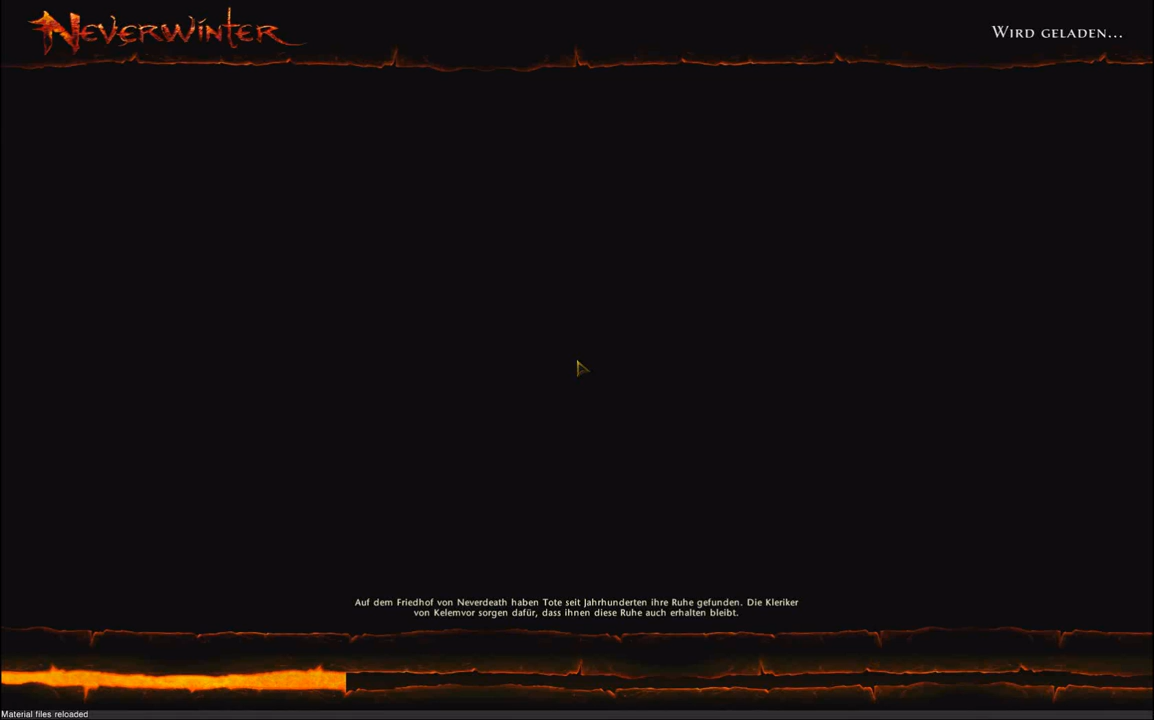 Neverwinter
Wird geladen...
Auf dem Friedhof von Neverdeath haben Tote seit Jahrhunderten ihre Ruhe gefunden. Die Kleriker
von Kelemvor sorgen dafür, dass ihnen diese Ruhe auch erhalten bleibt.
Material files reloaded